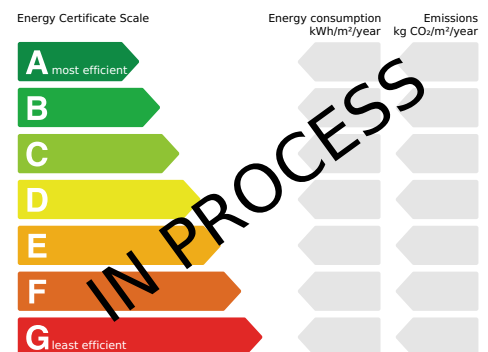 Energy Certificate Scale
Energy consumption
kWh/m²/year
Emissions
kg CO₂/m²/year
A most efficient
B
C
D
E
F
G least efficient
IN PROCESS